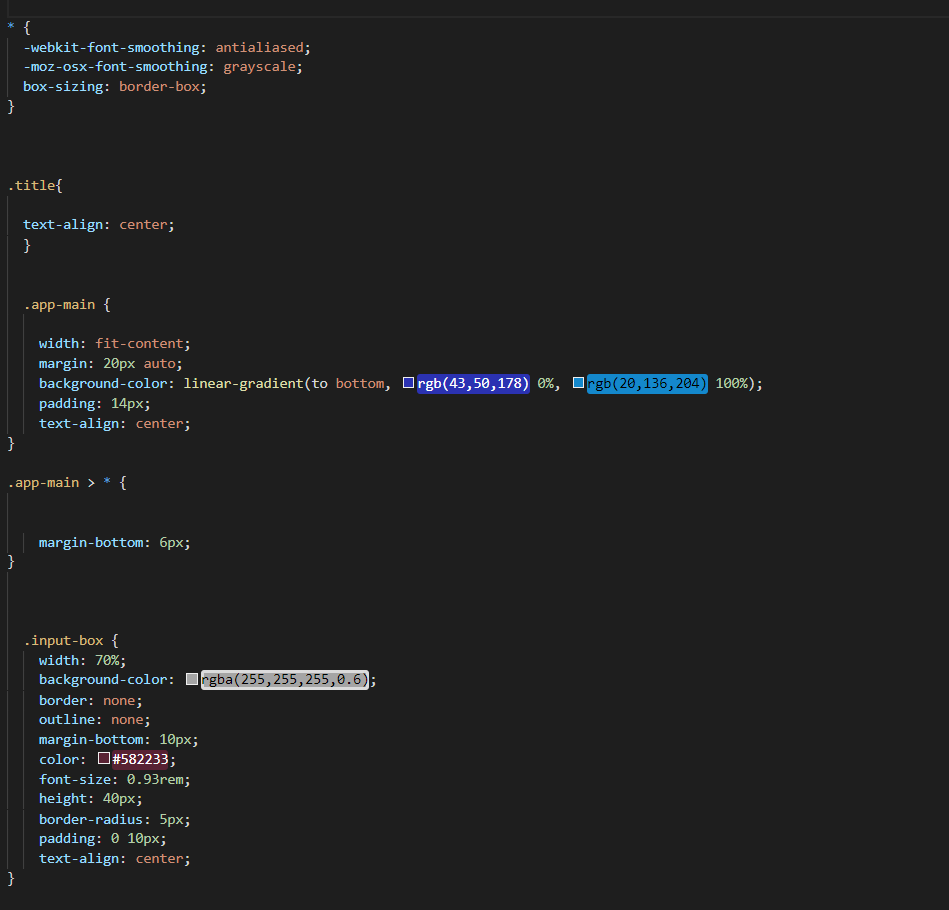 * {
-webkit-font-smoothing: antialiased;
-moz-osx-font-smoothing: grayscale;
box-sizing: border-box;
}
.title{
text-align: center;
}
.app-main {
width: fit-content;
margin: 20px auto;
background-color: linear-gradient(to bottom, rgb(43,50,178) 0%, rgb(20,136,204) 100%);
padding: 14px;
text-align: center;
}
.app-main > * {
margin-bottom: 6px;
}
.input-box {
width: 70%;
background-color: rgba(255,255,255,0.6);
border: none;
outline: none;
margin-bottom: 10px;
color: #582233;
font-size: 0.93rem;
height: 40px;
border-radius: 5px;
padding: 0 10px;
text-align: center;
}